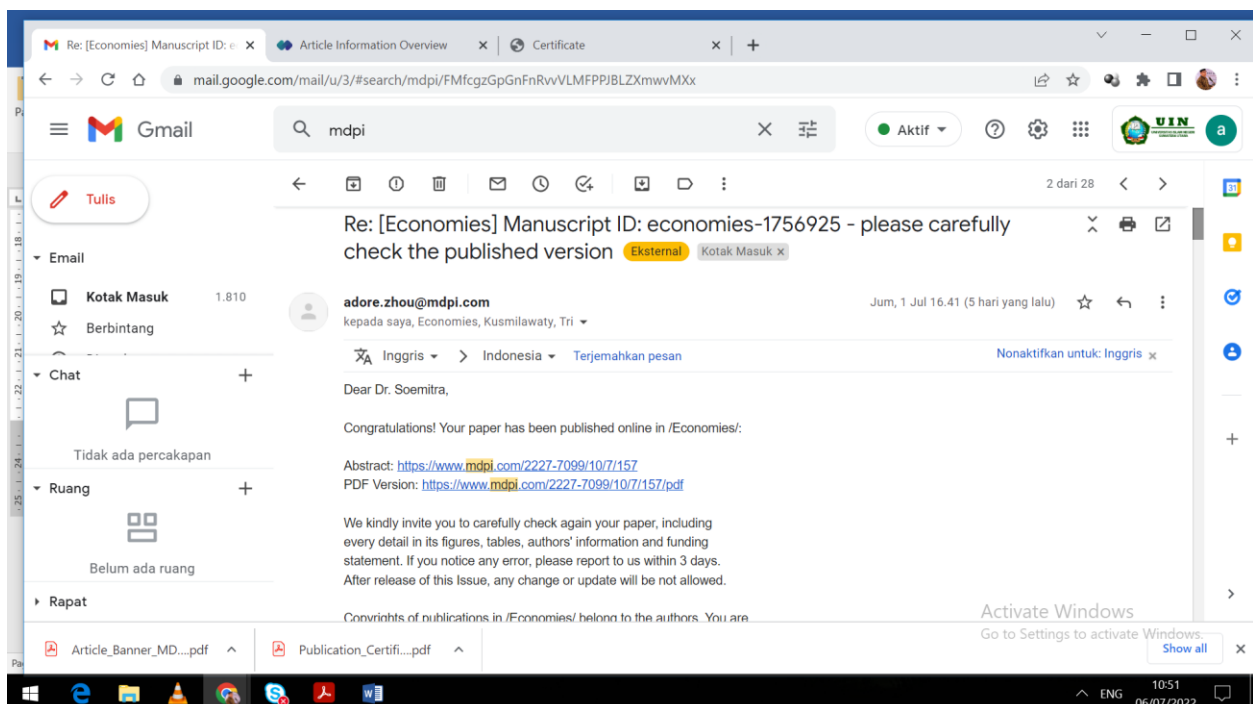 Re: [Economies] Manuscript ID: e
Article Information Overview
Certificate
mail.google.com/mail/u/3/#search/mdpi/FMfcgzGpGnFnRvvVLMFPPJBLZXmwvMXx
Gmail
mdpi
Aktif
UIN
a
Tulis
2 dari 28
31
Re: [Economies] Manuscript ID: economies-1756925 - please carefully
check the published version Eksternal Kotak Masuk x
Email
Kotak Masuk 1.810
Berbintang
adore.zhou@mdpi.com
Jum, 1 Jul 16.41 (5 hari yang lalu)
kepada saya, Economies, Kusmilawaty, Tri
Inggris > Indonesia Terjemahkan pesan
Nonaktifkan untuk: Inggris x
Chat
Tidak ada percakapan
Ruang
Belum ada ruang
Rapat
Dear Dr. Soemitra,
Congratulations! Your paper has been published online in /Economies/:
Abstract: https://www.mdpi.com/2227-7099/10/7/157
PDF Version: https://www.mdpi.com/2227-7099/10/7/157/pdf
We kindly invite you to carefully check again your paper, including
every detail in its figures, tables, authors' information and funding
statement. If you notice any error, please report to us within 3 days.
After release of this Issue, any change or update will be not allowed.
Copyrights of publications in /Economies/ belong to the authors. You are
Activate Windows
Go to Settings to activate Windows.
Article_Banner_MD....pdf
Publication_Certifi....pdf
Show all
ENG
10:51
06/07/2022